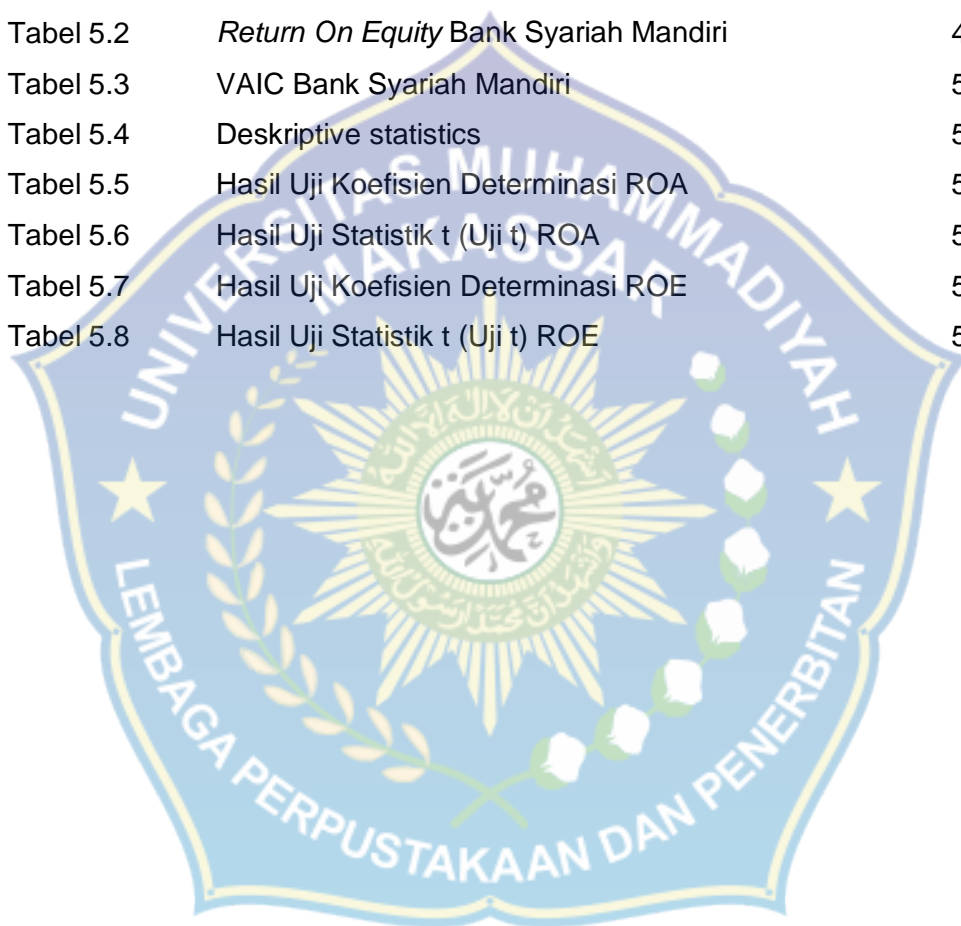 Tabel 5.2 Return On Equity Bank Syariah Mandiri 4
Tabel 5.3 VAIC Bank Syariah Mandiri 5
Tabel 5.4 Deskriptive statistics 5
Tabel 5.5 Hasil Uji Koefisien Determinasi ROA 5
Tabel 5.6 Hasil Uji Statistik t (Uji t) ROA 5
Tabel 5.7 Hasil Uji Koefisien Determinasi ROE 5
Tabel 5.8 Hasil Uji Statistik t (Uji t) ROE 5
UNIVERSITAS MUHAMMADIYAH
MAKASSAR
LEMBAGA PERPUSTAKAAN DAN PENERBITAN